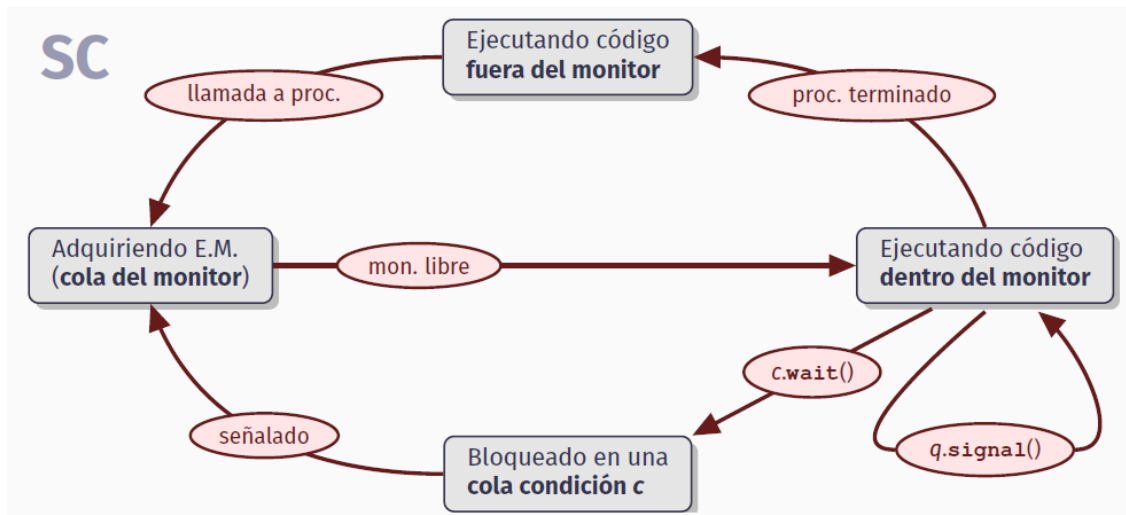 SC
Ejecutando código
fuera del monitor
llamada a proc.
proc. terminado
Adquiriendo E.M.
(cola del monitor)
mon. libre
Ejecutando código
dentro del monitor
c.wait()
q.signal()
señalado
Bloqueado en una
cola condición c